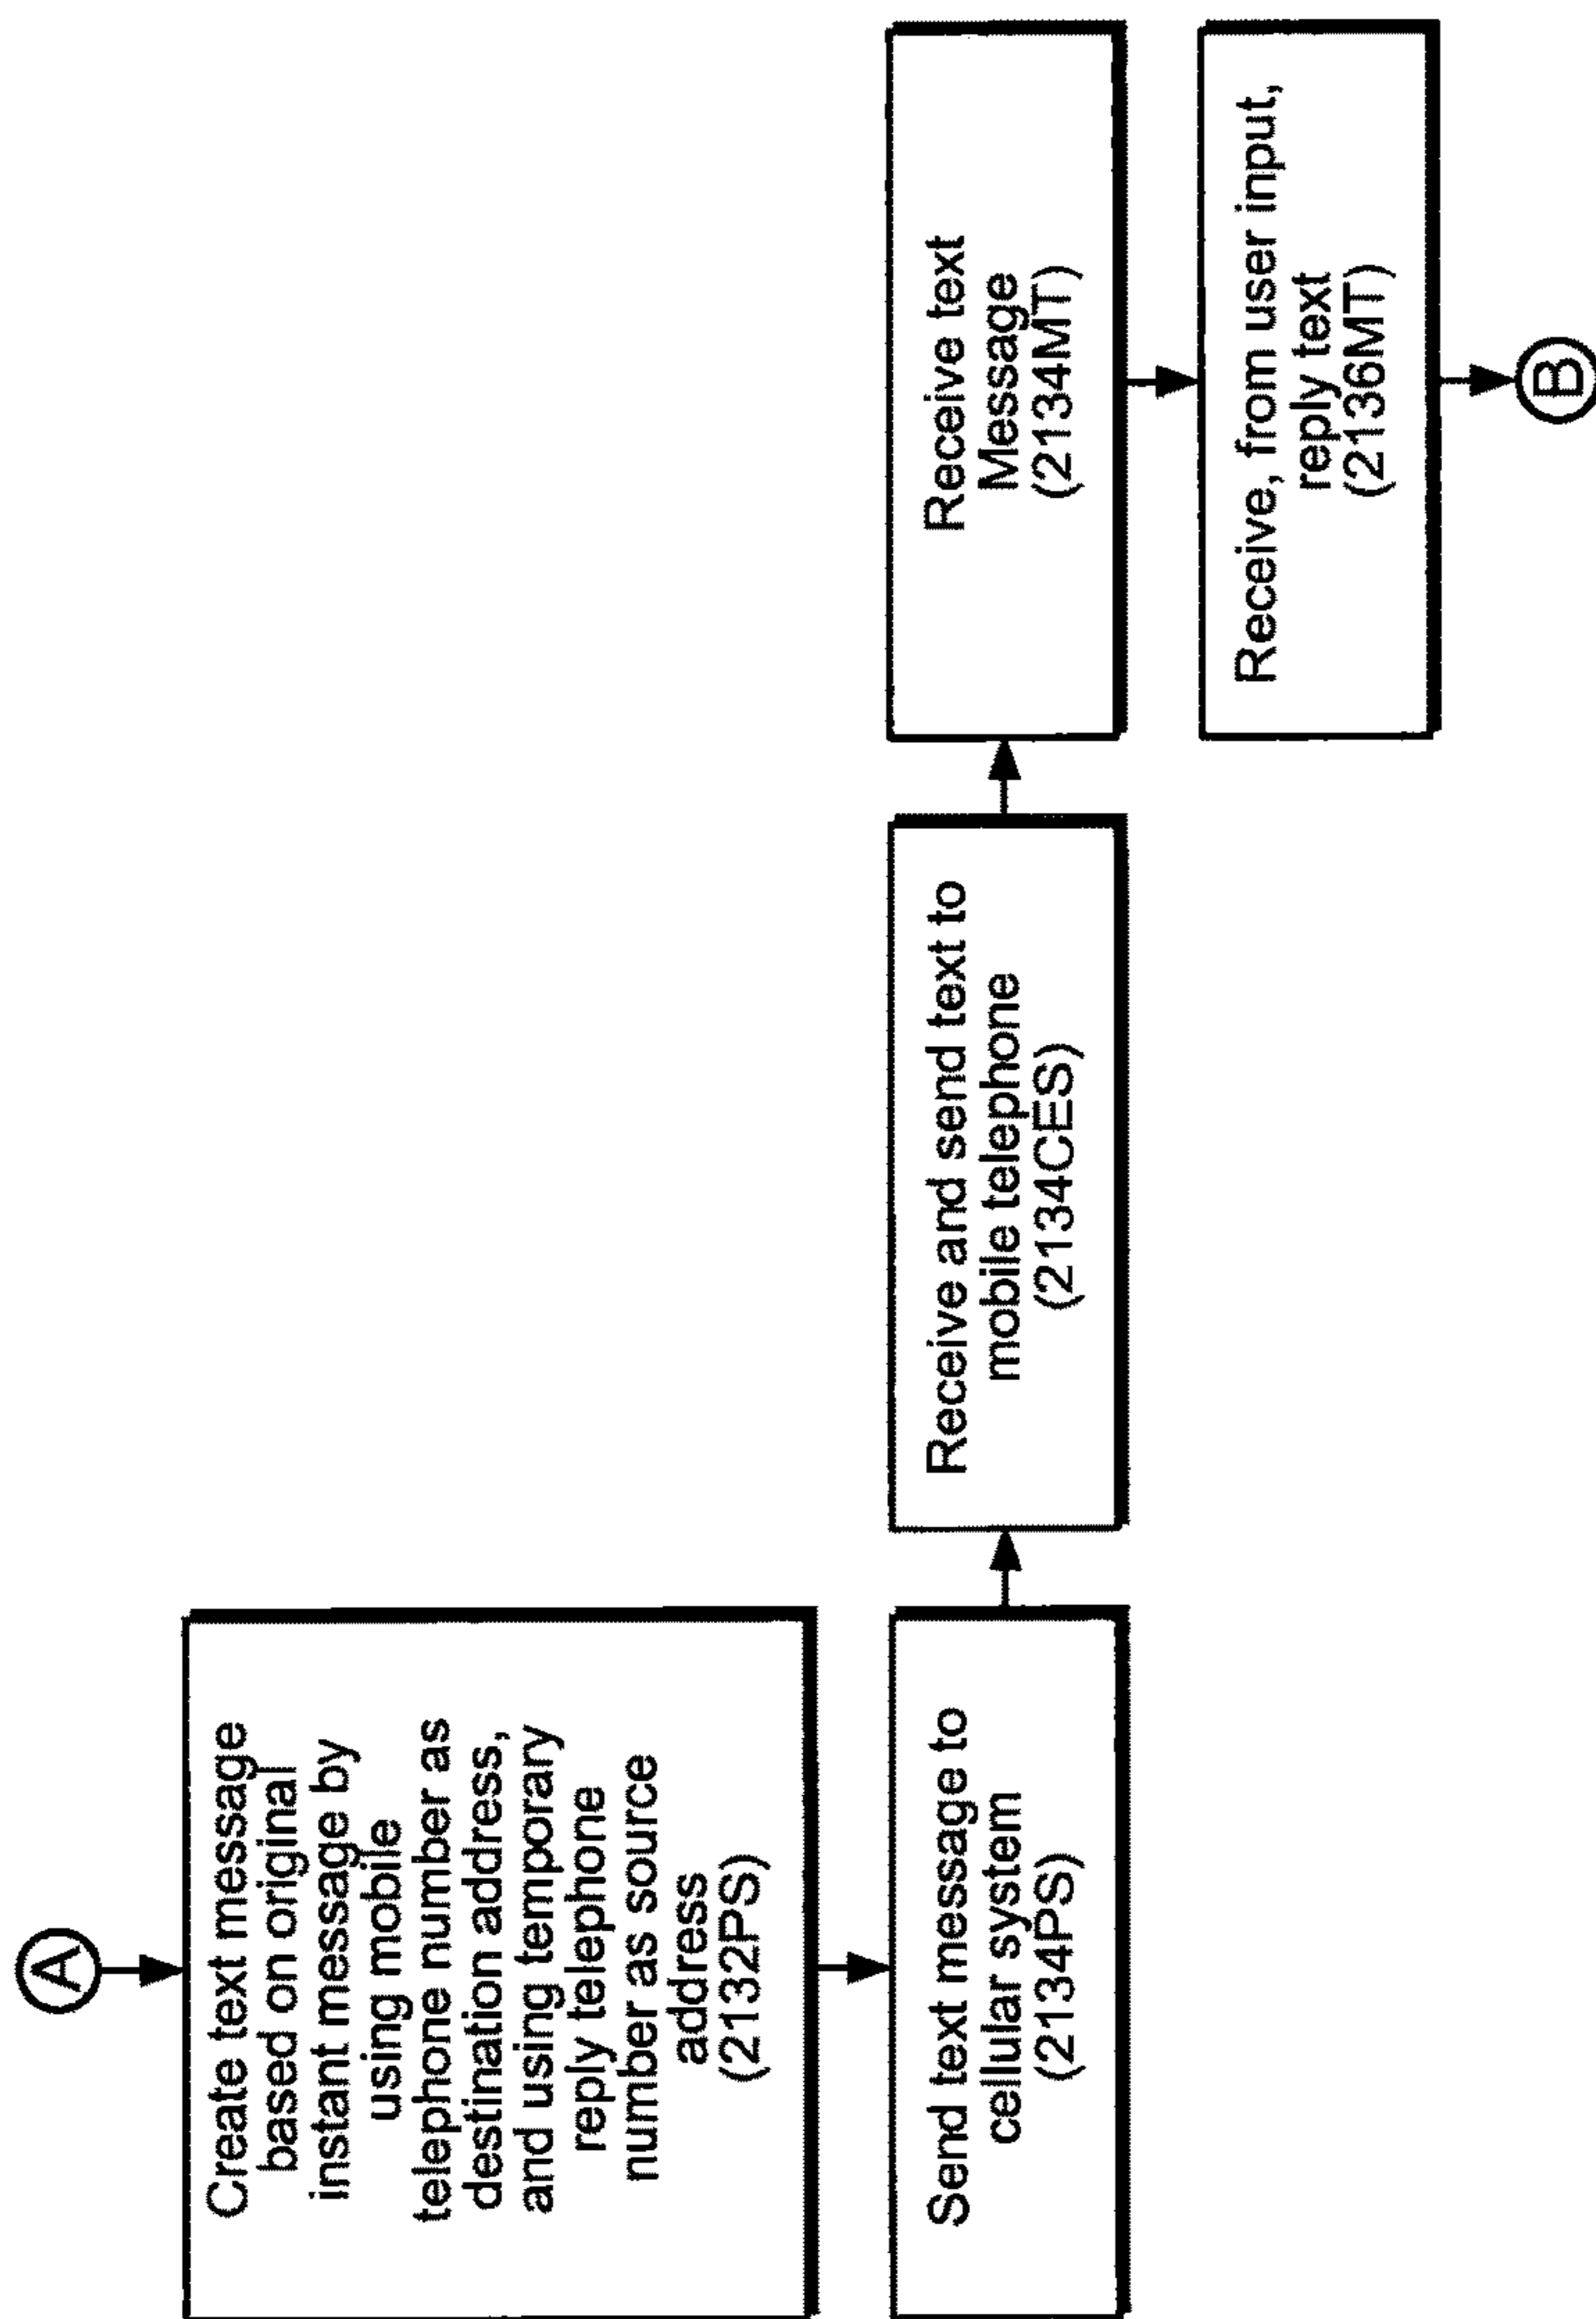 A
Create text message
based on original
instant message by
using mobile
telephone number as
destination address,
and using temporary
reply telephone
number as source
address
(2132PS)
Send text message to
cellular system
(2134PS)
Receive and send text to
mobile telephone
(2134CES)
Receive text
Message
(2134MT)
Receive, from user input,
reply text
(2136MT)
B